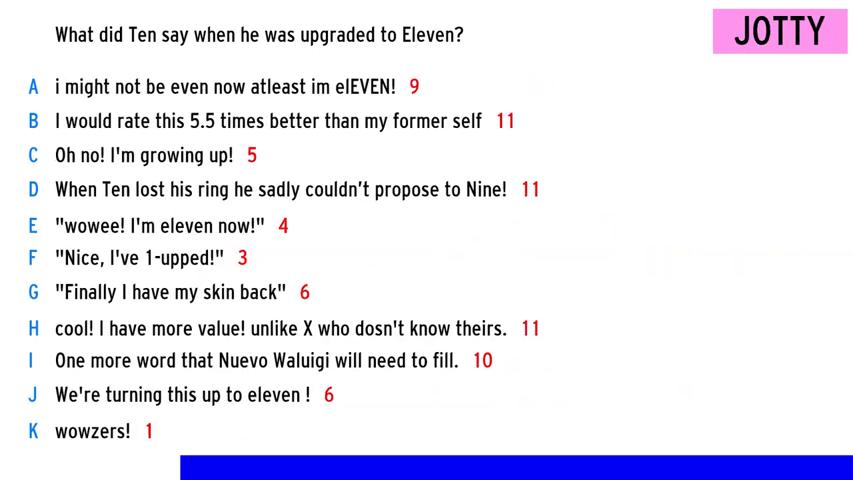 What did Ten say when he was upgraded to Eleven?
JOTTY
A i might not be even now atleast im elEVEN! 9
B I would rate this 5.5 times better than my former self 11
C Oh no! I'm growing up! 5
D When Ten lost his ring he sadly couldn’t propose to Nine! 11
E "wowee! I'm eleven now!" 4
F "Nice, I've 1-upped!" 3
G "Finally I have my skin back" 6
H cool! I have more value! unlike X who dosn't know theirs. 11
I One more word that Nuevo Waluigi will need to fill. 10
J We're turning this up to eleven ! 6
K wowzers! 1